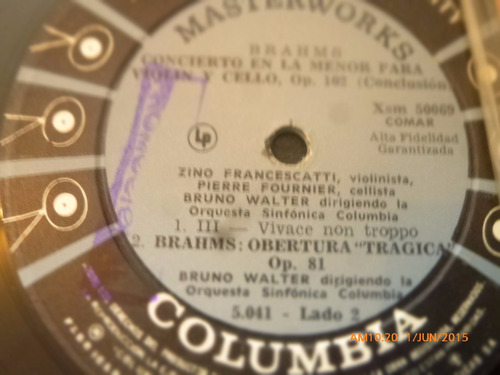 MASTERWORKS
BRAHMS
CONCIERTO EN LA MENOR PARA
VIOLIN Y CELLO, Op. 102 (Conclusión)
Xsm 50669
COMAR
Alta Fidelidad
Garantizada
LP
ZINO FRANCESCATTI, violinista,
PIERRE FOURNIER, cellista
BRUNO WALTER dirigiendo la
Orquesta Sinfónica Columbia
1. III — Vivace non troppo
2. BRAHMS: OBERTURA "TRAGICA"
Op. 81
BRUNO WALTER dirigiendo la
Orquesta Sinfónica Columbia
5.041 - Lado 2
COLUMBIA
AM10:20 1/JUN/2015